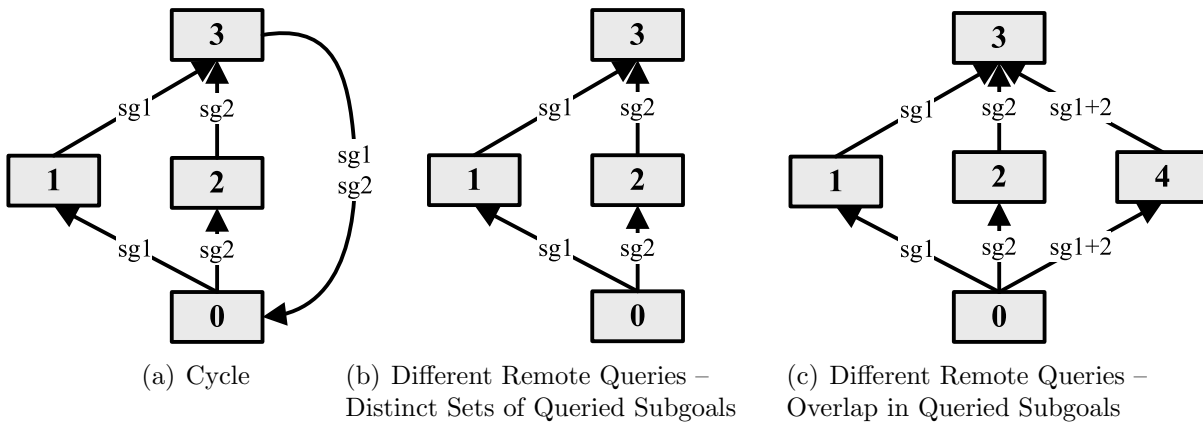 3
sg1
sg2
sg1
sg2
1
2
sg1
sg2
0
(a) Cycle
3
sg1
sg2
1
2
sg1
sg2
0
(b) Different Remote Queries –
Distinct Sets of Queried Subgoals
3
sg1
sg2
sg1+2
1
2
4
sg1
sg2
sg1+2
0
(c) Different Remote Queries –
Overlap in Queried Subgoals